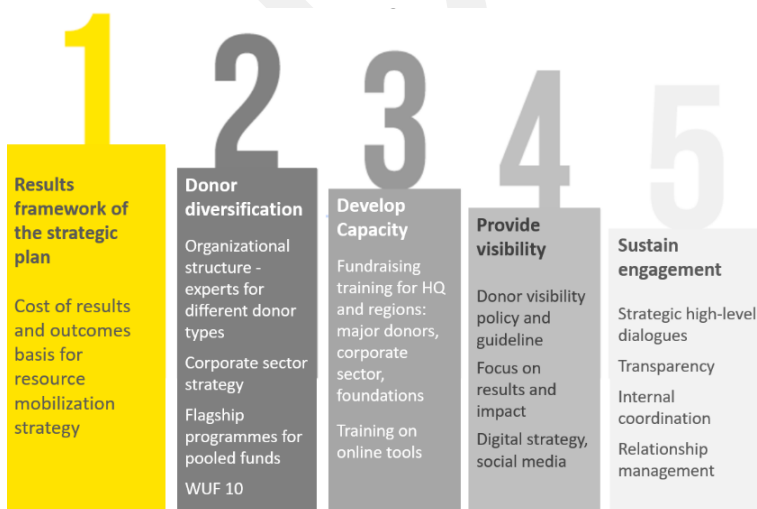 1
Results
framework of
the strategic
plan
Cost of results
and outcomes
basis for
resource
mobilization
strategy
2
Donor
diversification
Organizational
structure -
experts for
different donor
types
Corporate sector
strategy
Flagship
programmes for
pooled funds
WUF 10
3
Develop
Capacity
Fundraising
training for HQ
and regions:
major donors,
corporate
sector,
foundations
Training on
online tools
4
Provide
visibility
Donor visibility
policy and
guideline
Focus on
results and
impact
Digital strategy,
social media
5
Sustain
engagement
Strategic high-level
dialogues
Transparency
Internal
coordination
Relationship
management